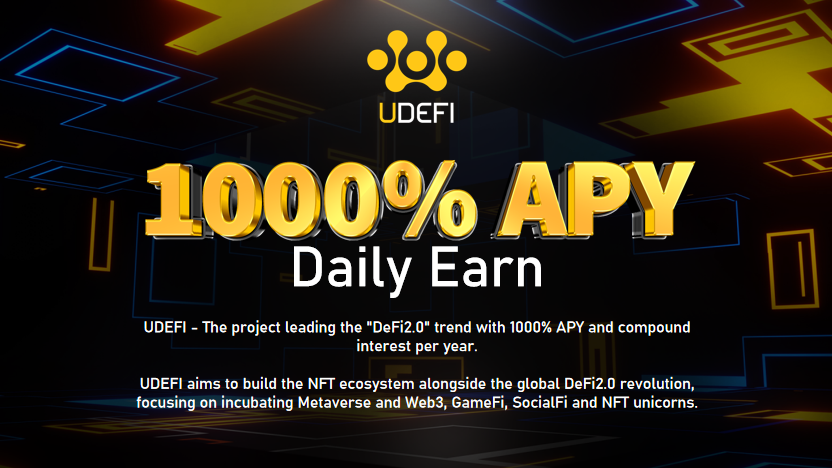 UDEFI
1000% APY
Daily Earn
UDEFI - The project leading the "DeFi2.0" trend with 1000% APY and compound
interest per year.
UDEFI aims to build the NFT ecosystem alongside the global DeFi2.0 revolution,
focusing on incubating Metaverse and Web3, GameFi, SocialFi and NFT unicorns.